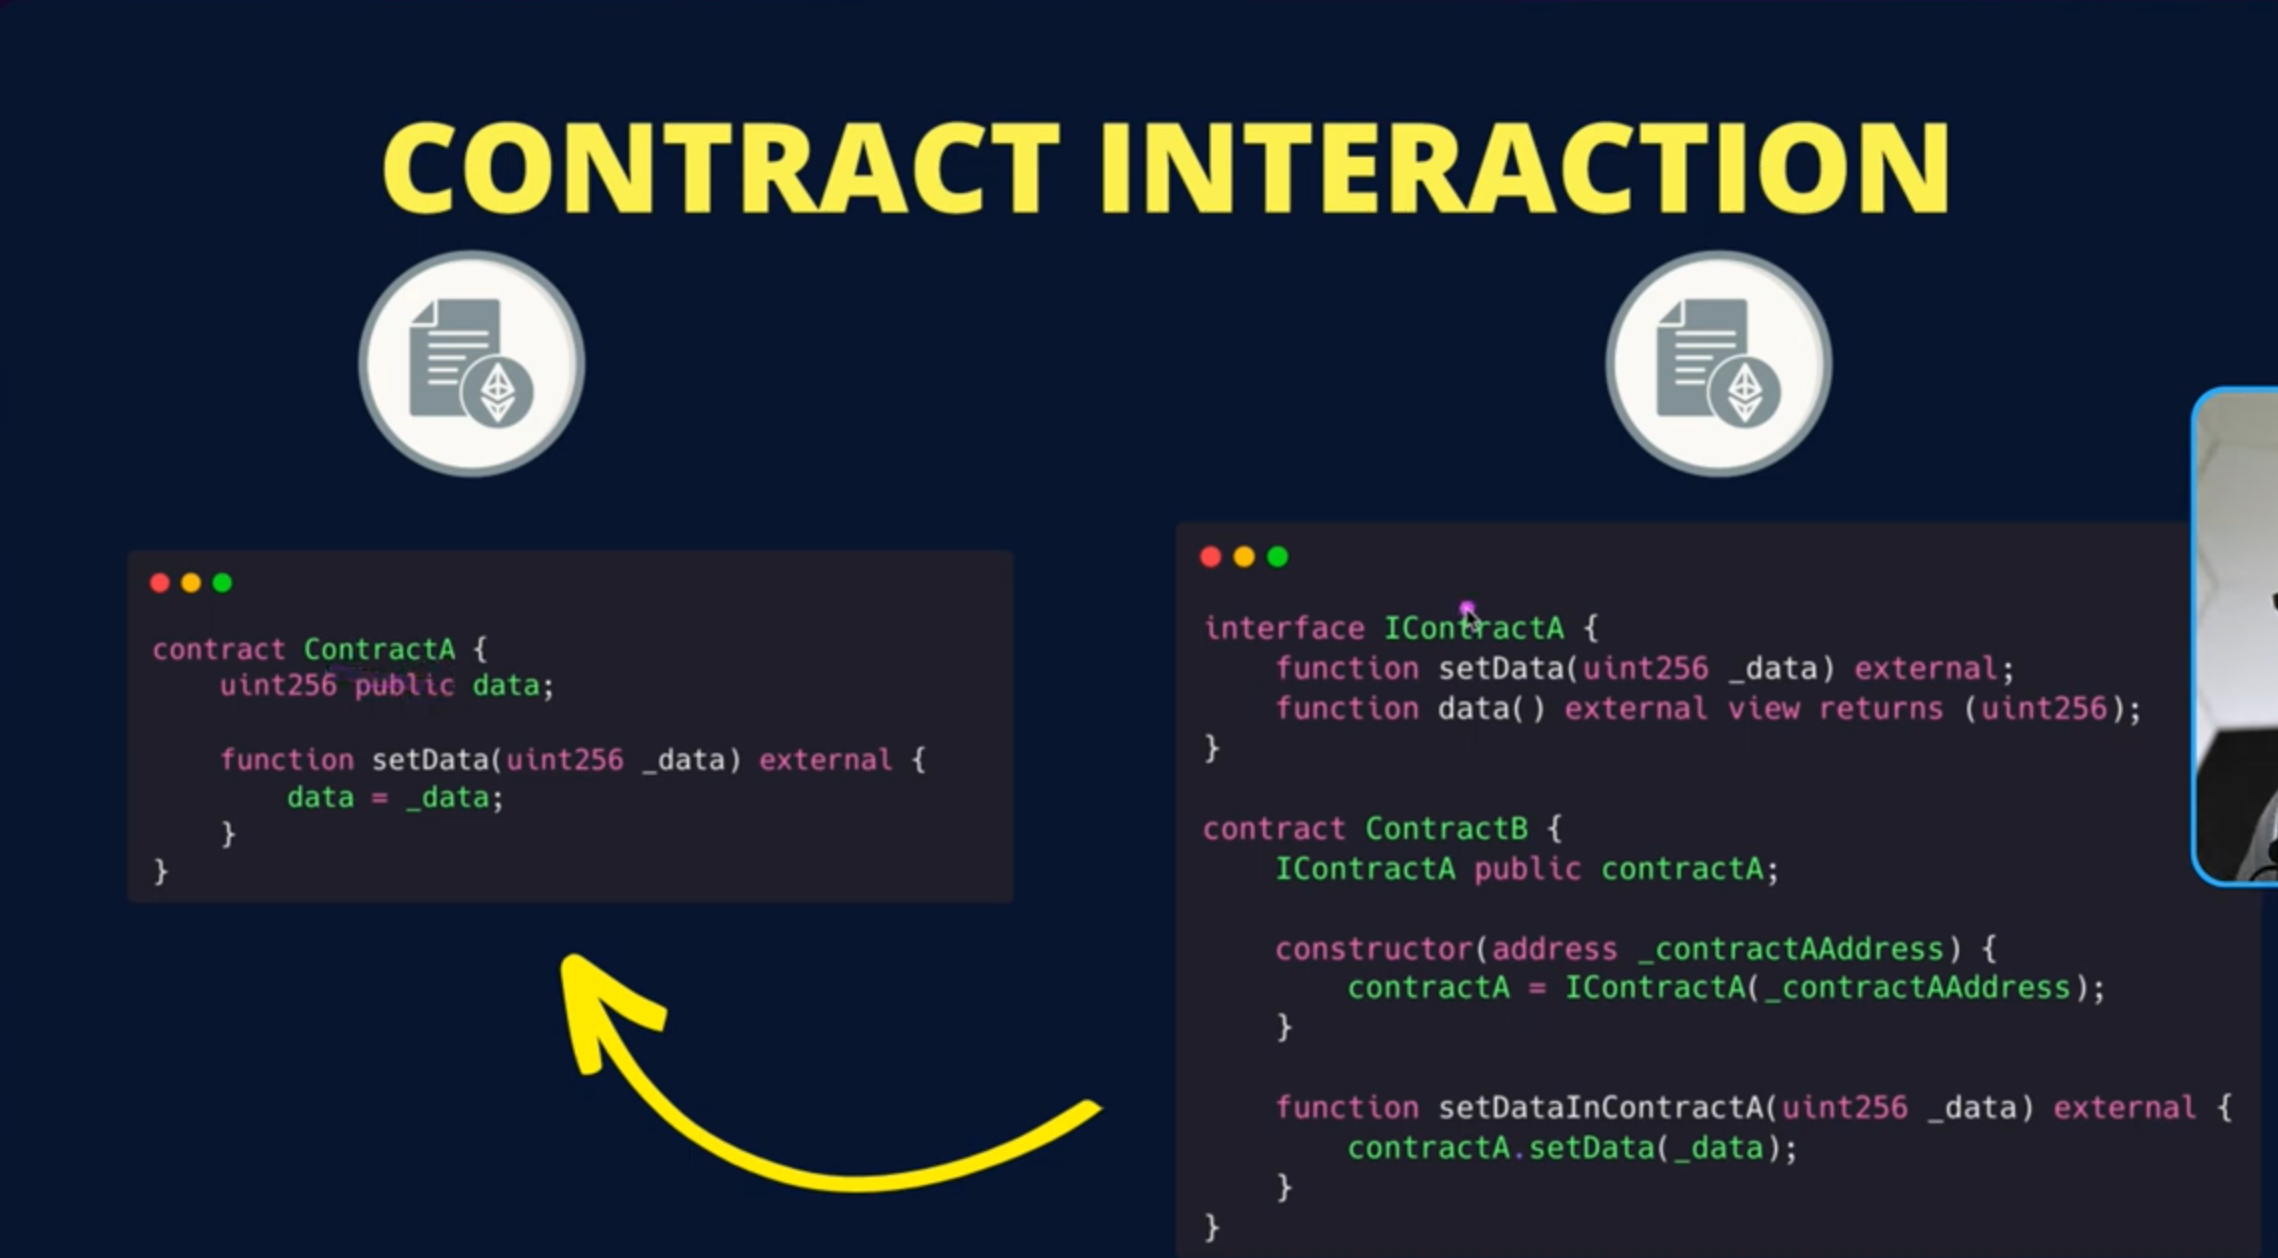 CONTRACT INTERACTION
contract ContractA {
    uint256 public data;

    function setData(uint256 _data) external {
        data = _data;
    }
}
interface IContractA {
    function setData(uint256 _data) external;
    function data() external view returns (uint256);
}

contract ContractB {
    IContractA public contractA;

    constructor(address _contractAAddress) {
        contractA = IContractA(_contractAAddress);
    }

    function setDataInContractA(uint256 _data) external {
        contractA.setData(_data);
    }
}